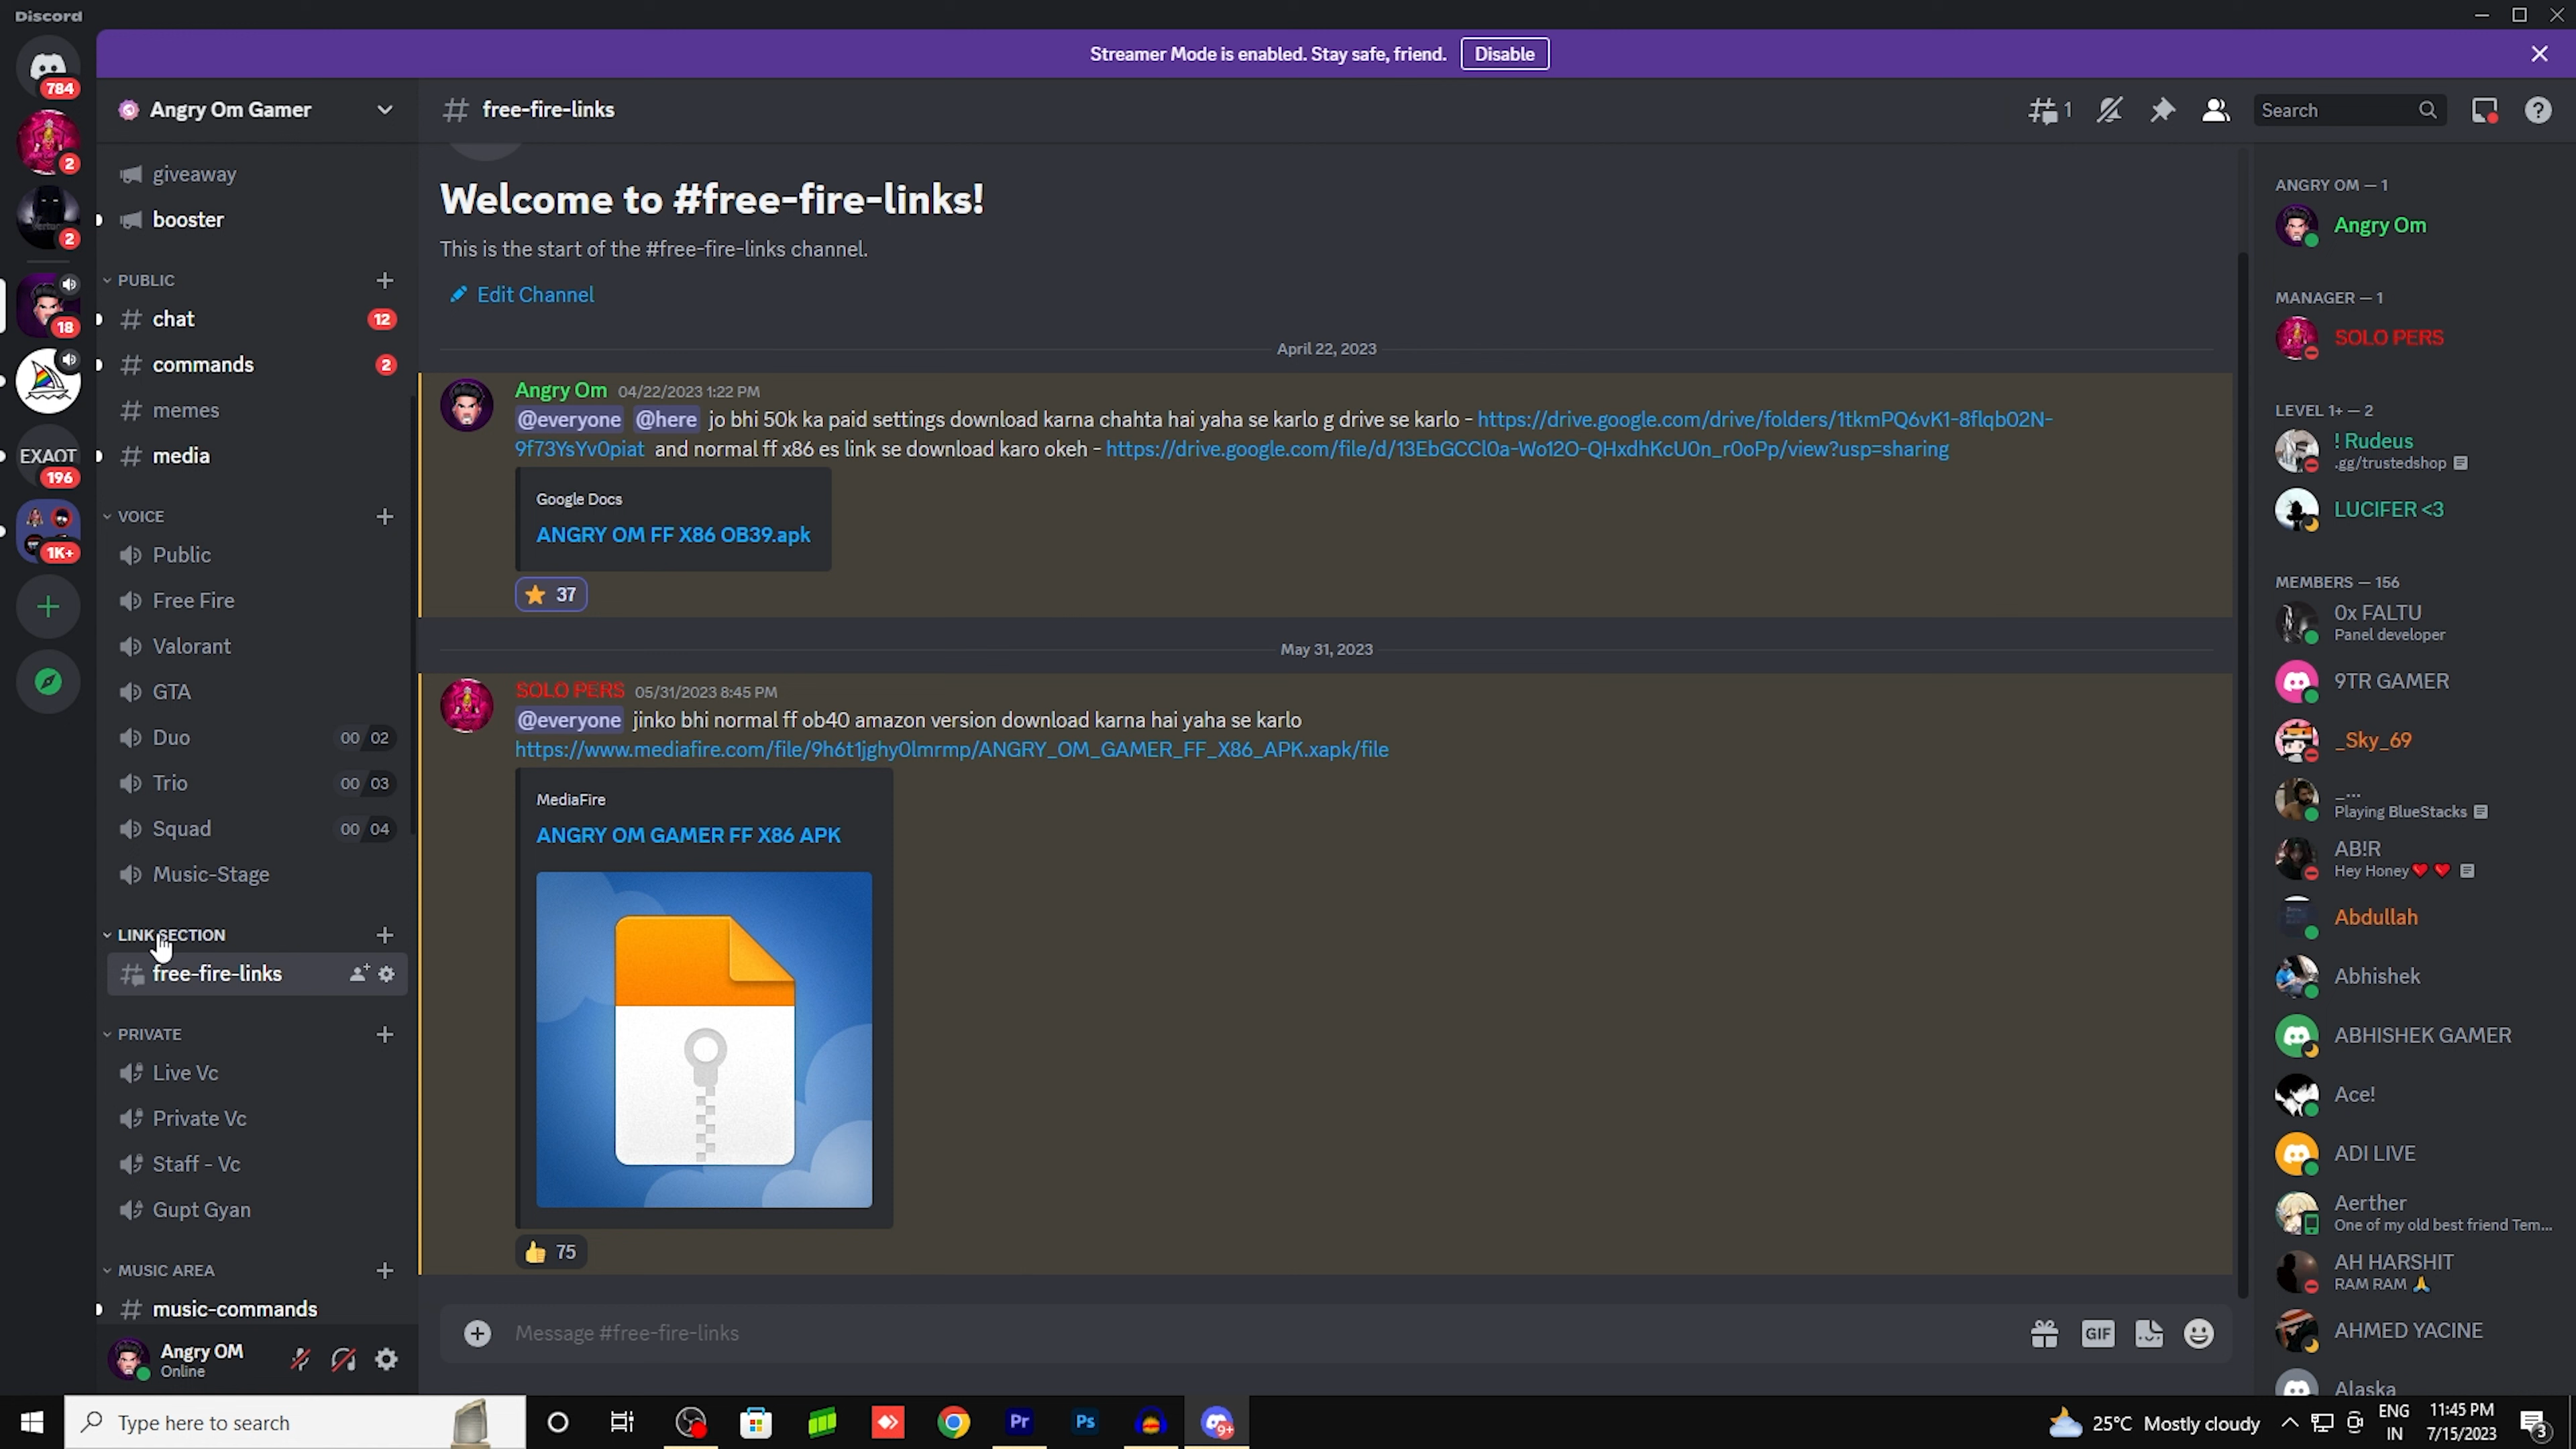 Discord
Streamer Mode is enabled. Stay safe, friend. Disable
784
2
2
18
EXAOT
196
1K+
Angry Om Gamer
giveaway
booster
PUBLIC
chat 12
commands 2
memes
media
VOICE
Public
Free Fire
Valorant
GTA
Duo 00 02
Trio 00 03
Squad 00 04
Music-Stage
LINK SECTION
free-fire-links
PRIVATE
Live Vc
Private Vc
Staff - Vc
Gupt Gyan
MUSIC AREA
music-commands
Angry OM
Online
free-fire-links
1
Search
Welcome to #free-fire-links!
This is the start of the #free-fire-links channel.
Edit Channel
April 22, 2023
Angry Om 04/22/2023 1:22 PM
@everyone @here jo bhi 50k ka paid settings download karna chahta hai yaha se karlo g drive se karlo - https://drive.google.com/drive/folders/1tkmPQ6vK1-8flqb02N-
9f73YsYv0piat and normal ff x86 es link se download karo okeh - https://drive.google.com/file/d/13EbGCCl0a-Wo12O-QHxdhKcU0n_r0oPp/view?usp=sharing
Google Docs
ANGRY OM FF X86 OB39.apk
37
May 31, 2023
SOLO PERS 05/31/2023 8:45 PM
@everyone jinko bhi normal ff ob40 amazon version download karna hai yaha se karlo
https://www.mediafire.com/file/9h6t1jghy0lmrmp/ANGRY_OM_GAMER_FF_X86_APK.xapk/file
MediaFire
ANGRY OM GAMER FF X86 APK
75
Message #free-fire-links
GIF
ANGRY OM — 1
Angry Om
MANAGER — 1
SOLO PERS
LEVEL 1+ — 2
! Rudeus
.gg/trustedshop
LUCIFER <3
MEMBERS — 156
0x FALTU
Panel developer
9TR GAMER
_Sky_69
_...
Playing BlueStacks
AB!R
Hey Honey
Abdullah
Abhishek
ABHISHEK GAMER
Ace!
ADI LIVE
Aerther
One of my old best friend Tem...
AH HARSHIT
RAM RAM
AHMED YACINE
Alaska
Type here to search
Pr
Ps
9+
25°C Mostly cloudy
ENG
IN
11:45 PM
7/15/2023
3